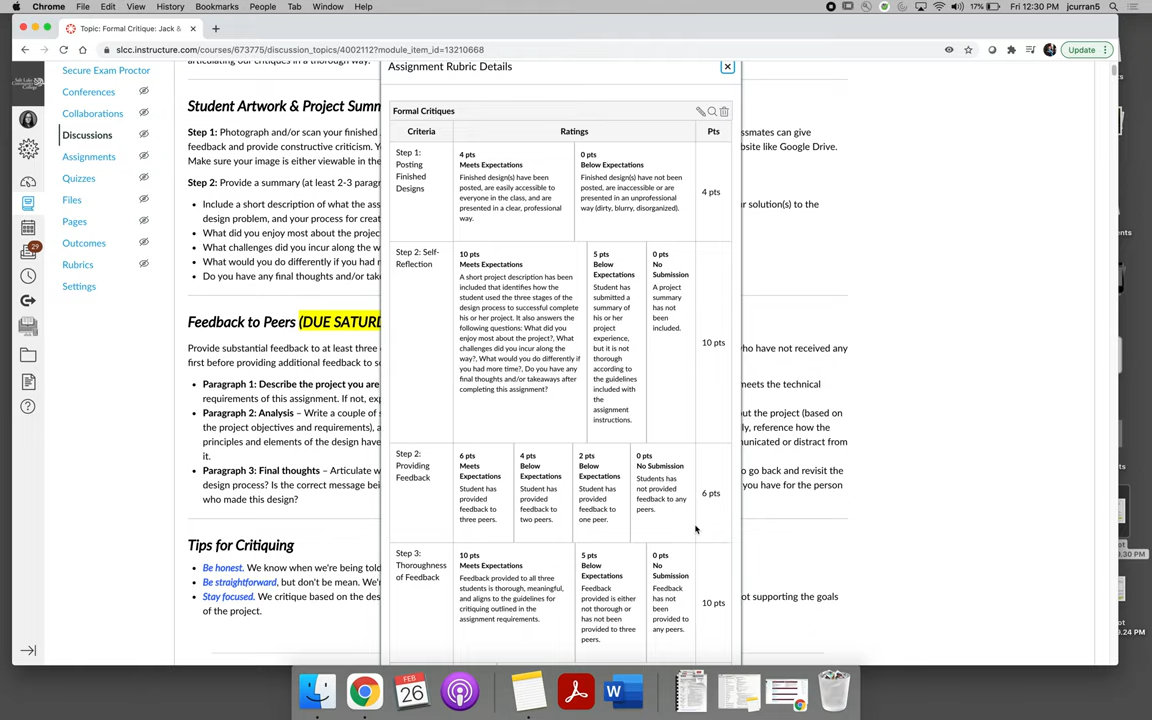 Chrome File Edit View History Bookmarks People Tab Window Help 17% Fri 12:30 PM jcurran5
Topic: Formal Critique: Jack &
slcc.instructure.com/courses/673775/discussion_topics/4002112?module_item_id=13210668
Update
articulating our critiques in a thorough way.
Assignment Rubric Details
Secure Exam Proctor
Conferences
Collaborations
Discussions
Assignments
Quizzes
Files
Pages
Outcomes
Rubrics
Settings
29
Student Artwork & Project Summ
Step 1: Photograph and/or scan your finished
ssmates can give
feedback and provide constructive criticism. Y
bsite like Google Drive.
Make sure your image is either viewable in the
Step 2: Provide a summary (at least 2-3 paragr
Include a short description of what the ass
ur solution(s) to the
design problem, and your process for creat
What did you enjoy most about the project
What challenges did you incur along the w
What would you do differently if you had r
Do you have any final thoughts and/or take
Feedback to Peers (DUE SATURD
Provide substantial feedback to at least three
ho have not received any
first before providing additional feedback to s
Paragraph 1: Describe the project you are
meets the technical
requirements of this assignment. If not, exp
Paragraph 2: Analysis – Write a couple of s
out the project (based on
the project objectives and requirements), a
ly, reference how the
principles and elements of the design have
nunicated or distract from
it.
Paragraph 3: Final thoughts – Articulate w
o go back and revisit the
design process? Is the correct message bei
you have for the person
who made this design?
Tips for Critiquing
Be honest. We know when we're being told
Be straightforward, but don't be mean. We'r
Stay focused. We critique based on the des
ot supporting the goals
of the project.
Formal Critiques
Criteria Ratings Pts
Step 1:
Posting
Finished
Designs
4 pts
Meets Expectations
Finished design(s) have been
posted, are easily accessible to
everyone in the class, and are
presented in a clear, professional
way.
0 pts
Below Expectations
Finished design(s) have not been
posted, are inaccessible or are
presented in an unprofessional
way (dirty, blurry, disorganized).
4 pts
Step 2: Self-
Reflection
10 pts
Meets Expectations
A short project description has been
included that identifies how the
student used the three stages of the
design process to successful complete
his or her project. It also answers the
following questions: What did you
enjoy most about the project?, What
challenges did you incur along the
way?, What would you do differently if
you had more time?, Do you have any
final thoughts and/or takeaways after
completing this assignment?
5 pts
Below
Expectations
Student has
submitted a
summary of
his or her
project
experience,
but it is not
thorough
according to
the guidelines
included with
the
assignment
instructions.
0 pts
No
Submission
A project
summary
has not
been
included.
10 pts
Step 2:
Providing
Feedback
6 pts
Meets
Expectations
Student has
provided
feedback to
three peers.
4 pts
Below
Expectations
Student has
provided
feedback to
two peers.
2 pts
Below
Expectations
Student has
provided
feedback to
one peer.
0 pts
No Submission
Students has
not provided
feedback to any
peers.
6 pts
Step 3:
Thoroughness
of Feedback
10 pts
Meets Expectations
Feedback provided to all three
students is thorough, meaningful,
and aligns to the guidelines for
critiquing outlined in the
assignment requirements.
5 pts
Below
Expectations
Feedback
provided is either
not thorough or
has not been
provided to three
peers.
0 pts
No
Submission
Feedback
has not
been
provided to
any peers.
10 pts